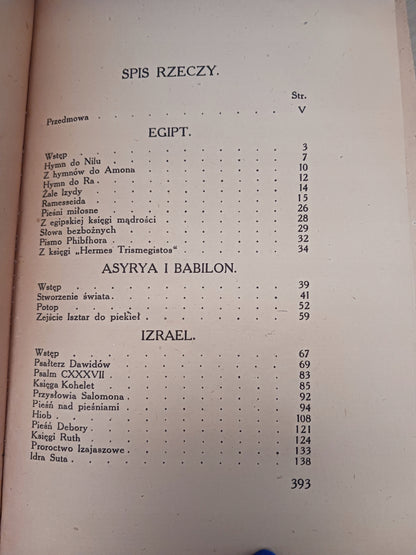 SPIS RZECZY.
Str.
Przedmowa . . . . . . . . . . . V
EGIPT.
Wstęp . . . . . . . . . . . 3
Hymn do Nilu . . . . . . . . . 7
Z hymnów do Amona . . . . . . . 10
Hymn do Ra . . . . . . . . . . 12
Żale Izydy . . . . . . . . . . 14
Ramesseida . . . . . . . . . . 15
Pieśni miłosne . . . . . . . . . 26
Z egipskiej księgi mądrości . . . . . . 28
Słowa bezbożnych . . . . . . . . 29
Pismo Phibfhora . . . . . . . . . 32
Z księgi „Hermes Trismegistos" . . . . . 34
ASYRYA I BABILON.
Wstęp . . . . . . . . . . . 39
Stworzenie świata . . . . . . . . . 41
Potop . . . . . . . . . . . 52
Zejście Isztar do piekieł . . . . . . . 59
IZRAEL.
Wstęp . . . . . . . . . . . 67
Psałterz Dawidów . . . . . . . . 69
Psalm CXXXVII . . . . . . . . . 83
Księga Kohelet . . . . . . . . . 85
Przysłowia Salomona . . . . . . . . 92
Pieśń nad pieśniami . . . . . . . . 94
Hiob . . . . . . . . . . . 108
Pieśń Debory . . . . . . . . . . 121
Księgi Ruth . . . . . . . . . . 124
Proroctwo Izajaszowe . . . . . . . . 133
Idra Suta . . . . . . . . . . 138
393